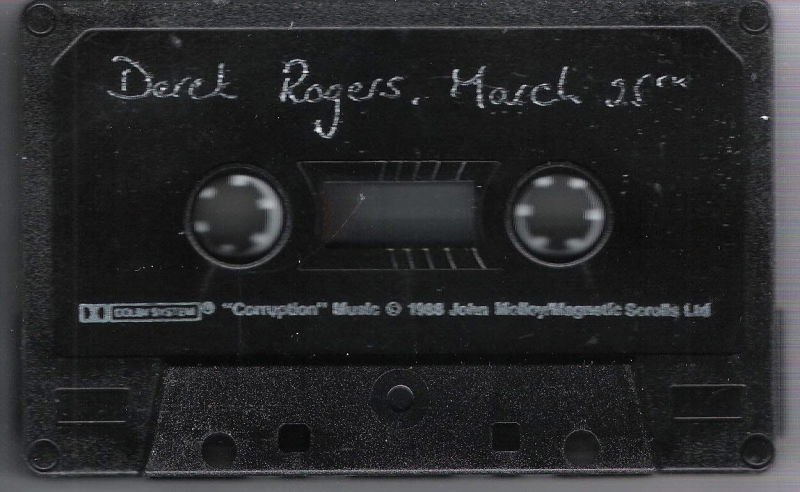 Derek Rogers, March 25th
DOLBY SYSTEM ® "Corruption" Music © 1988 John Molloy/Magnetic Scrolls Ltd